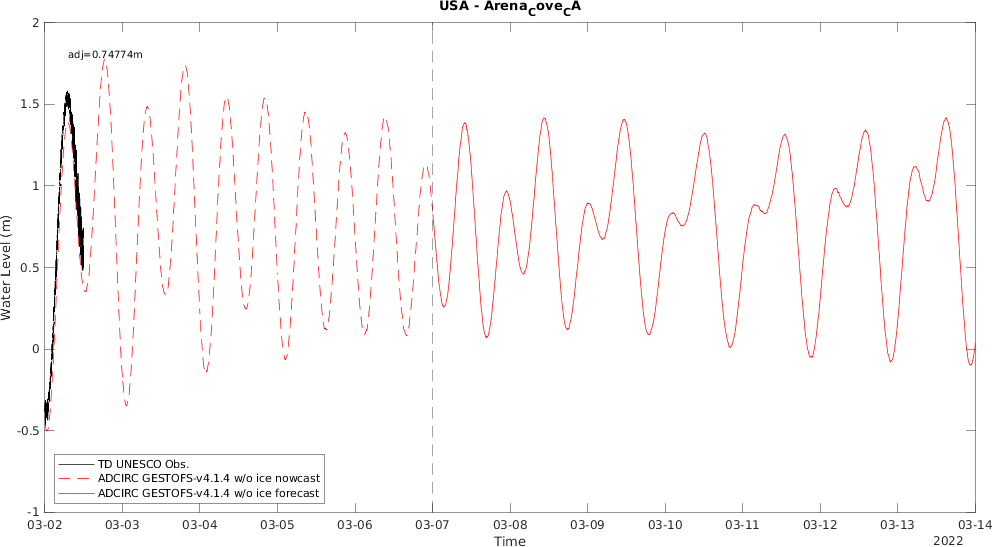 USA - ArenaCoveCA
adj=0.74774m
2
1.5
1
0.5
0
-0.5
-1
Water Level (m)
TD UNESCO Obs.
ADCIRC GESTOFS-v4.1.4 w/o ice nowcast
ADCIRC GESTOFS-v4.1.4 w/o ice forecast
03-02 03-03 03-04 03-05 03-06 03-07 03-08 03-09 03-10 03-11 03-12 03-13 03-14
Time
2022